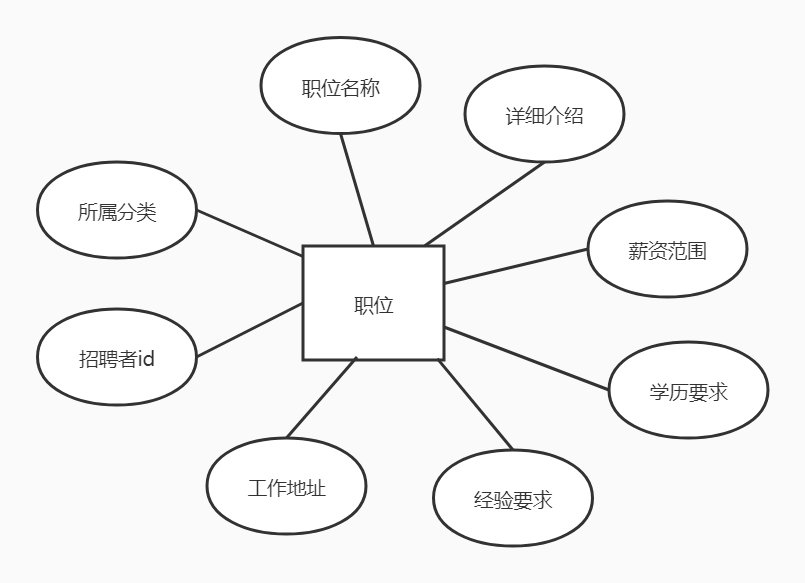 职位名称
详细介绍
所属分类
薪资范围
职位
招聘者id
学历要求
工作地址
经验要求